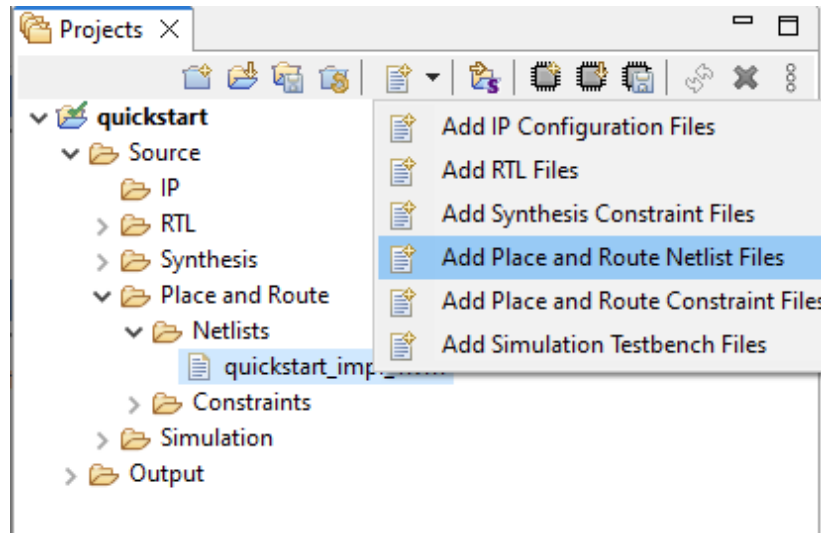 Projects
quickstart
Source
IP
RTL
Synthesis
Place and Route
Netlists
Constraints
Simulation
Output
Add IP Configuration Files
Add RTL Files
Add Synthesis Constraint Files
Add Place and Route Netlist Files
Add Place and Route Constraint Files
Add Simulation Testbench Files